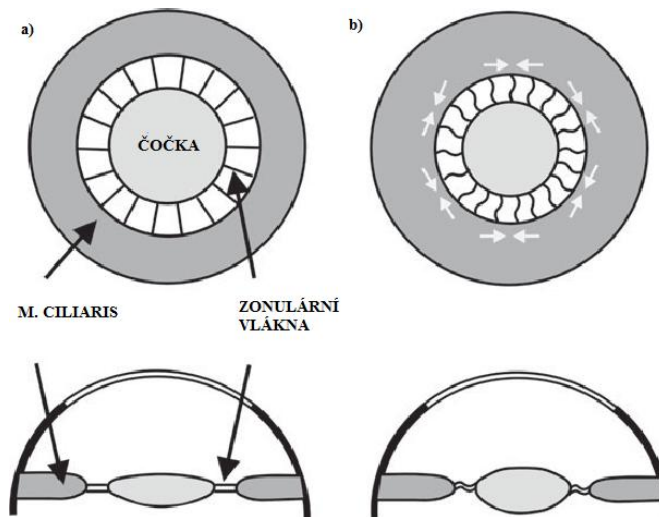 a)
b)
ČOČKA
M. CILIARIS
ZONULÁRNÍ
VLÁKNA